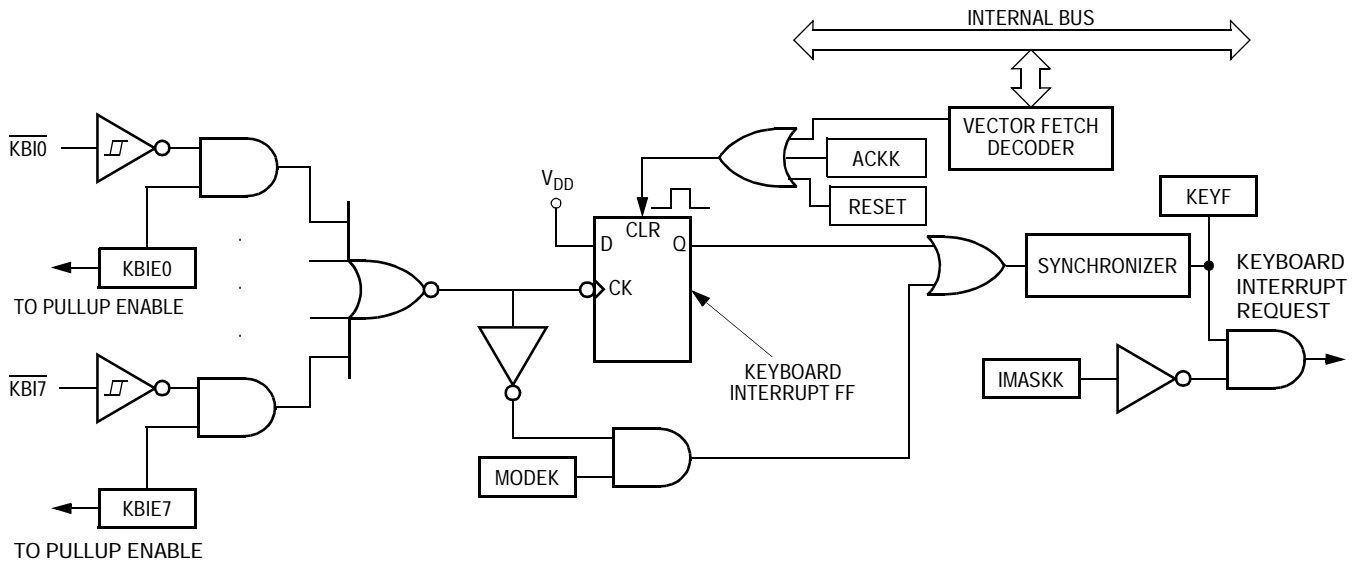 INTERNAL BUS
VECTOR FETCH
DECODER
ACKK
RESET
KBI0
VDD
KEYF
D
CLR
Q
CK
SYNCHRONIZER
KEYBOARD
INTERRUPT
REQUEST
KBIE0
TO PULLUP ENABLE
KEYBOARD
INTERRUPT FF
IMASKK
KBI7
MODEK
KBIE7
TO PULLUP ENABLE